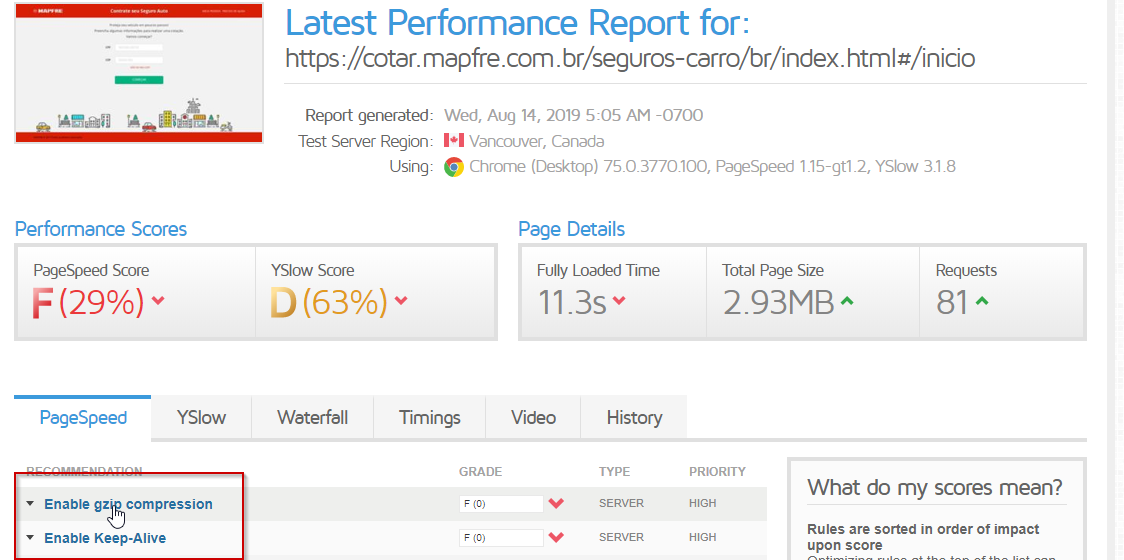 MAPFRE
Contrate seu Seguro Auto
Latest Performance Report for:
https://cotar.mapfre.com.br/seguros-carro/br/index.html#/inicio
Report generated: Wed, Aug 14, 2019 5:05 AM -0700
Test Server Region: Vancouver, Canada
Using: Chrome (Desktop) 75.0.3770.100, PageSpeed 1.15-gt1.2, YSlow 3.1.8
Performance Scores
Page Details
PageSpeed Score
YSlow Score
Fully Loaded Time
Total Page Size
Requests
F (29%)
D (63%)
11.3s
2.93MB
81
PageSpeed
YSlow
Waterfall
Timings
Video
History
RECOMMENDATION GRADE TYPE PRIORITY
Enable gzip compression F (0) SERVER HIGH
Enable Keep-Alive F (0) SERVER HIGH
What do my scores mean?
Rules are sorted in order of impact
upon score
Optimizing rules at the top of the list can